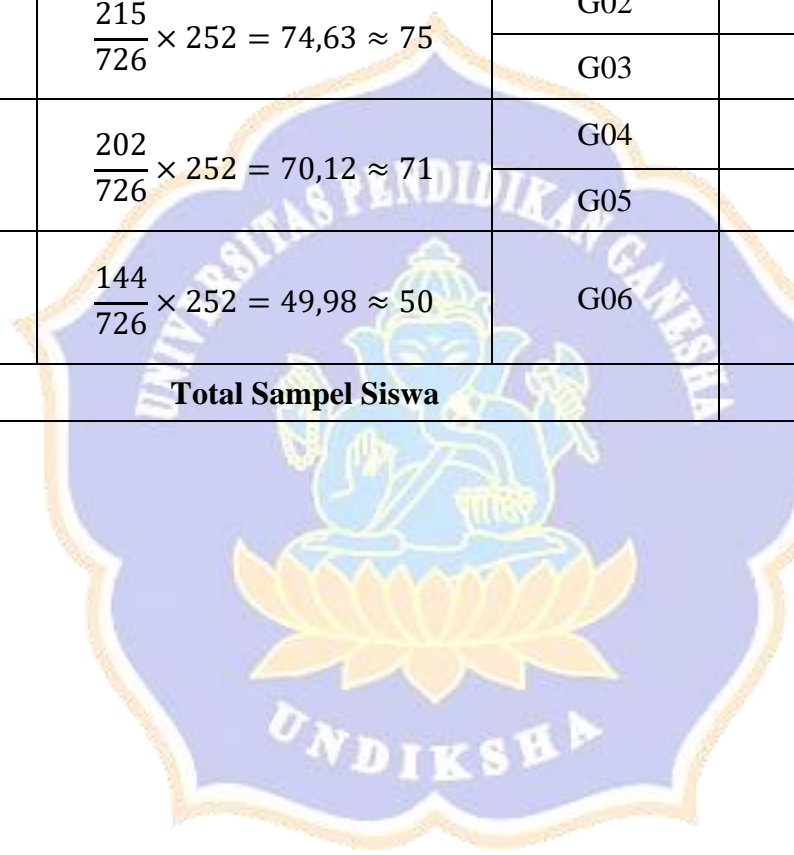 215/726 × 252 = 74,63 ≈ 75
G02
G03
202/726 × 252 = 70,12 ≈ 71
G04
G05
144/726 × 252 = 49,98 ≈ 50
G06
Total Sampel Siswa
UNIVERSITAS PENDIDIKAN GANESHA
UNDIKSHA